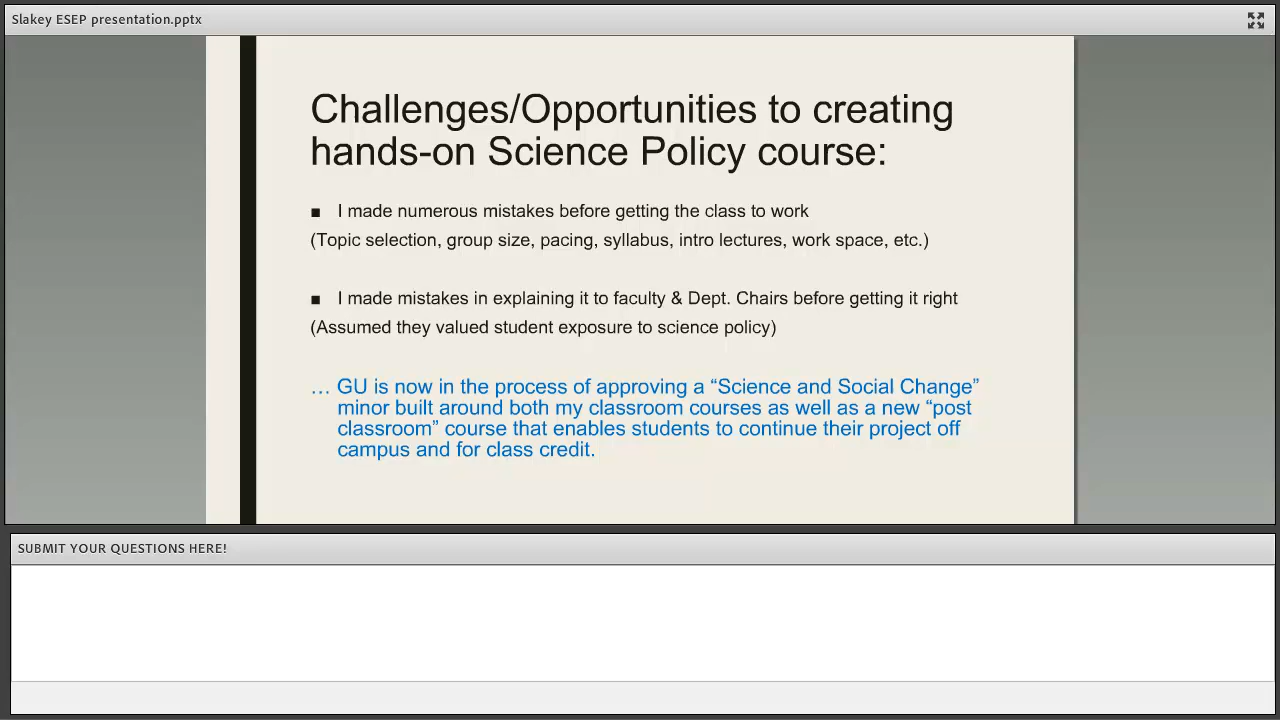 Slakey ESEP presentation.pptx
Challenges/Opportunities to creating
hands-on Science Policy course:
■ I made numerous mistakes before getting the class to work
(Topic selection, group size, pacing, syllabus, intro lectures, work space, etc.)
■ I made mistakes in explaining it to faculty & Dept. Chairs before getting it right
(Assumed they valued student exposure to science policy)
… GU is now in the process of approving a “Science and Social Change”
minor built around both my classroom courses as well as a new “post
classroom” course that enables students to continue their project off
campus and for class credit.
SUBMIT YOUR QUESTIONS HERE!